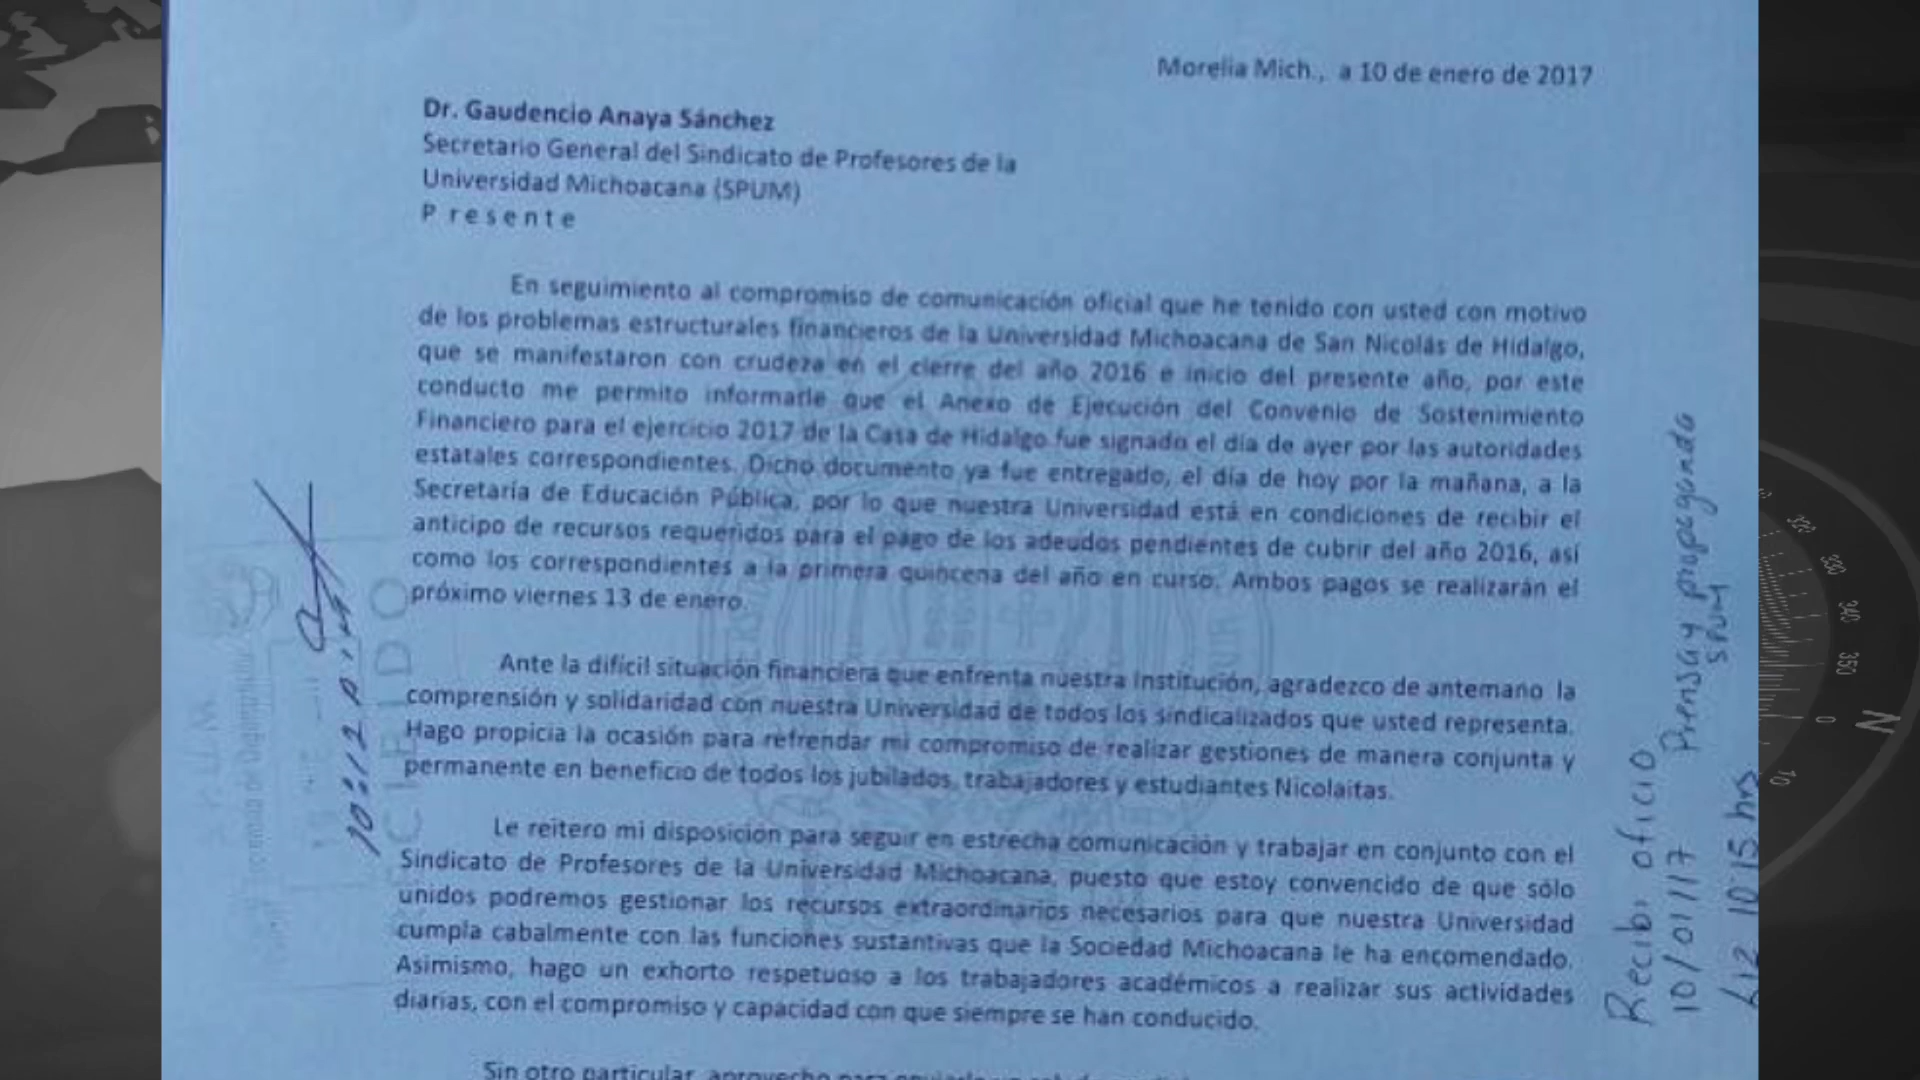 Morelia Mich., a 10 de enero de 2017
Dr. Gaudencio Anaya Sánchez
Secretario General del Sindicato de Profesores de la
Universidad Michoacana (SPUM)
P r e s e n t e
En seguimiento al compromiso de comunicación oficial que he tenido con usted con motivo
de los problemas estructurales financieros de la Universidad Michoacana de San Nicolás de Hidalgo,
que se manifestaron con crudeza en el cierre del año 2016 e inicio del presente año, por este
conducto me permito informarle que el Anexo de Ejecución del Convenio de Sostenimiento
Financiero para el ejercicio 2017 de la Casa de Hidalgo fue signado el día de ayer por las autoridades
estatales correspondientes. Dicho documento ya fue entregado, el día de hoy por la mañana, a la
Secretaría de Educación Pública, por lo que nuestra Universidad está en condiciones de recibir el
anticipo de recursos requeridos para el pago de los adeudos pendientes de cubrir del año 2016, así
como los correspondientes a la primera quincena del año en curso. Ambos pagos se realizarán el
próximo viernes 13 de enero.
Ante la difícil situación financiera que enfrenta nuestra Institución, agradezco de antemano la
comprensión y solidaridad con nuestra Universidad de todos los sindicalizados que usted representa.
Hago propicia la ocasión para refrendar mi compromiso de realizar gestiones de manera conjunta y
permanente en beneficio de todos los jubilados, trabajadores y estudiantes Nicolaitas.
Le reitero mi disposición para seguir en estrecha comunicación y trabajar en conjunto con el
Sindicato de Profesores de la Universidad Michoacana, puesto que estoy convencido de que sólo
unidos podremos gestionar los recursos extraordinarios necesarios para que nuestra Universidad
cumpla cabalmente con las funciones sustantivas que la Sociedad Michoacana le ha encomendado.
Asimismo, hago un exhorto respetuoso a los trabajadores académicos a realizar sus actividades
diarias, con el compromiso y capacidad con que siempre se han conducido.
Sin otro particular, aprovecho para
10:12 a.m.
Recibí oficio
10/01/17
Prensa y propaganda
SPUM
10:15 hrs
330
340
350
0
10
N